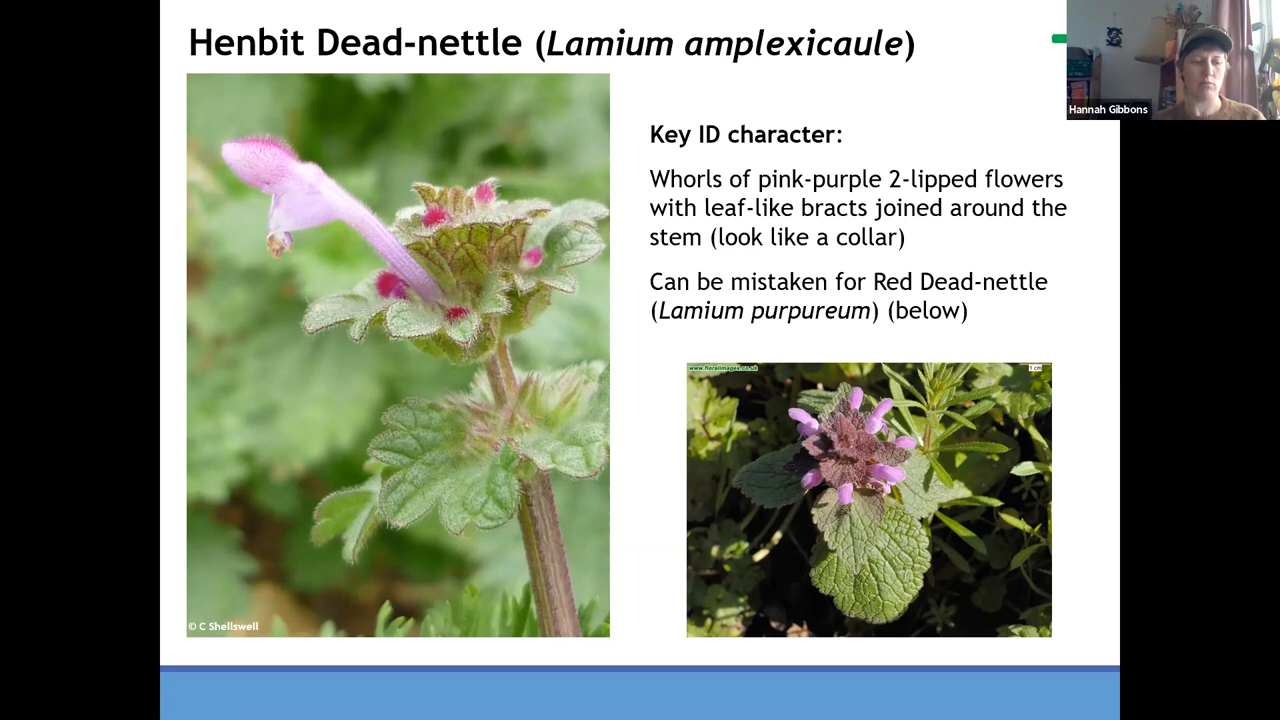 Henbit Dead-nettle (Lamium amplexicaule)
Hannah Gibbons
Key ID character:
Whorls of pink-purple 2-lipped flowers
with leaf-like bracts joined around the
stem (look like a collar)
Can be mistaken for Red Dead-nettle
(Lamium purpureum) (below)
www.floralimages.co.uk
1 cm
© C Shellswell